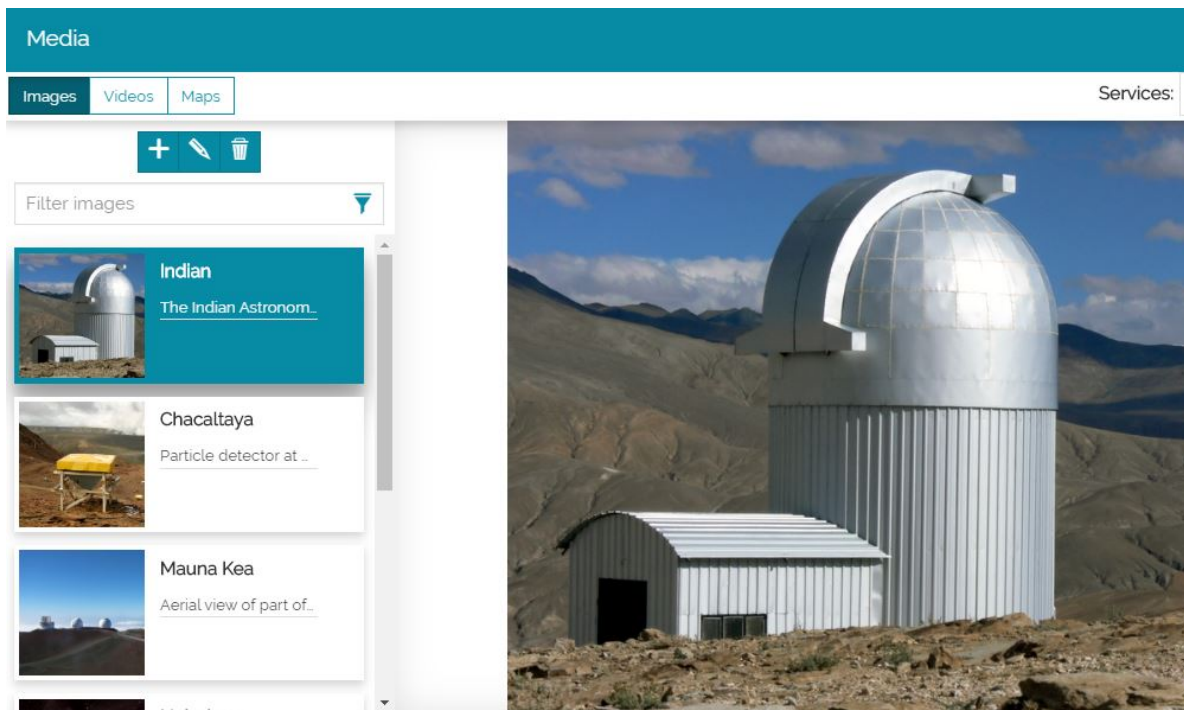 Media
Images Videos Maps Services:
Filter images
Indian
The Indian Astronom...
Chacaltaya
Particle detector at ...
Mauna Kea
Aerial view of part of...